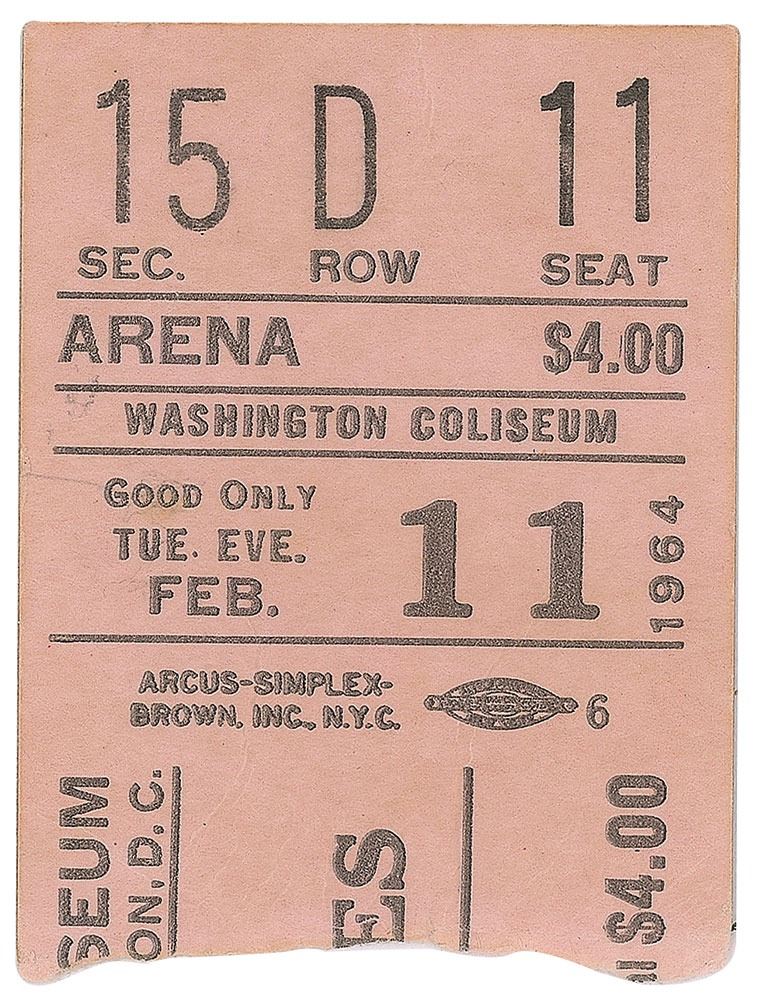 15 D 11
SEC. ROW SEAT
ARENA $4.00
WASHINGTON COLISEUM
GOOD ONLY
TUE. EVE.
FEB. 11 1964
ARCUS-SIMPLEX-
BROWN, INC., N.Y.C. 6
SEUM
ON, D.C.
ES
$4.00